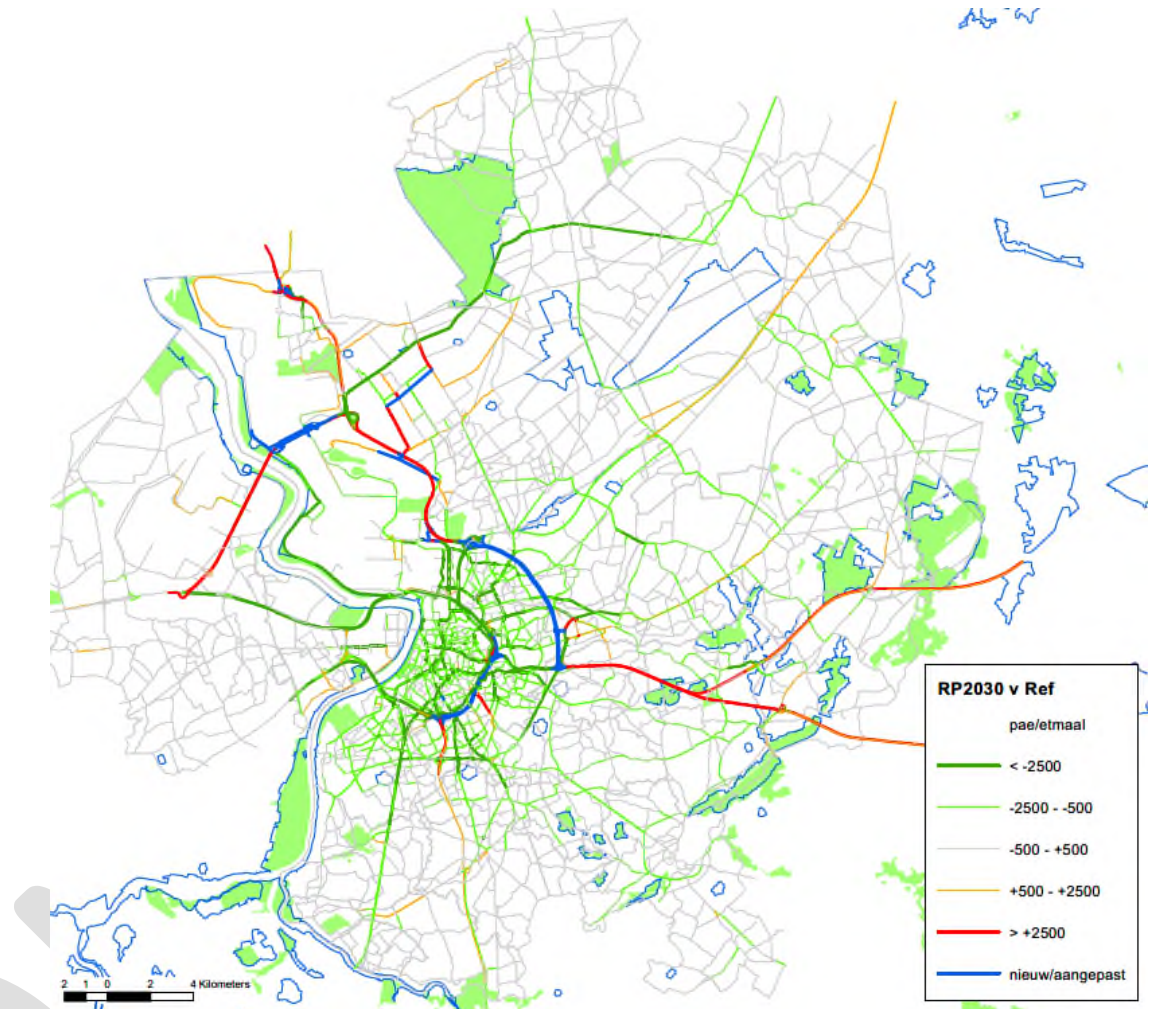 RP2030 v Ref
pae/etmaal
< -2500
-2500 - -500
-500 - +500
+500 - +2500
> +2500
nieuw/aangepast
2 1 0 2 4 Kilometers